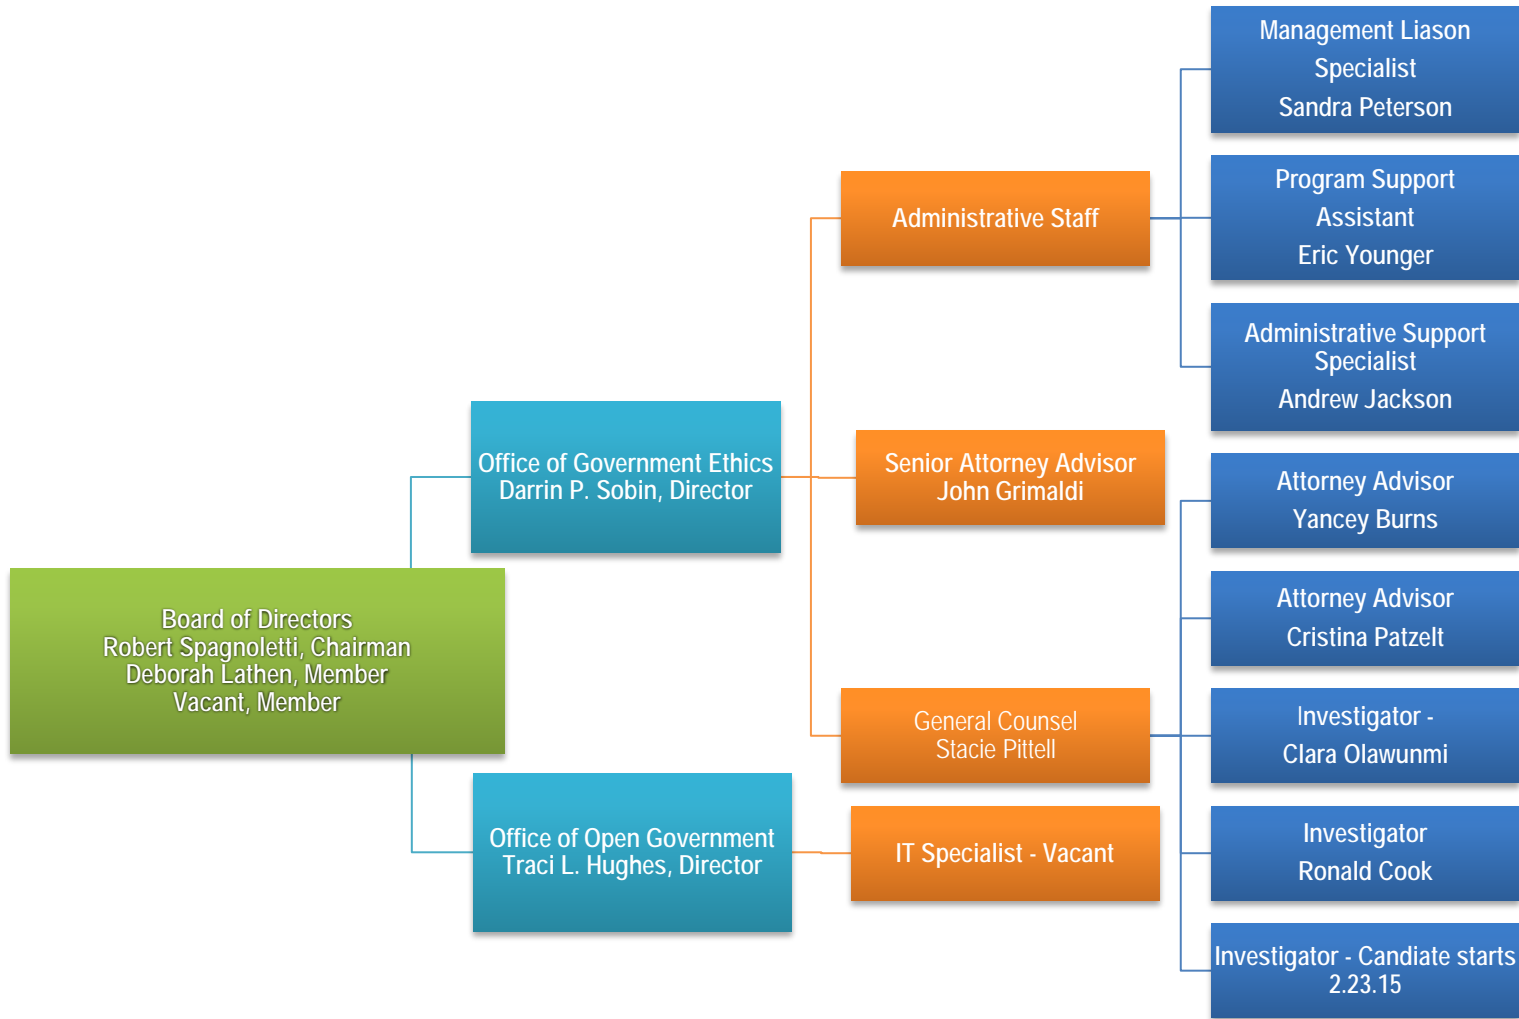 Board of Directors
Robert Spagnoletti, Chairman
Deborah Lathen, Member
Vacant, Member
Office of Government Ethics
Darrin P. Sobin, Director
Administrative Staff
Management Liason
Specialist
Sandra Peterson
Program Support
Assistant
Eric Younger
Administrative Support
Specialist
Andrew Jackson
Senior Attorney Advisor
John Grimaldi
General Counsel
Stacie Pittell
Attorney Advisor
Yancey Burns
Attorney Advisor
Cristina Patzelt
Investigator -
Clara Olawunmi
Investigator
Ronald Cook
Investigator - Candiate starts
2.23.15
Office of Open Government
Traci L. Hughes, Director
IT Specialist - Vacant